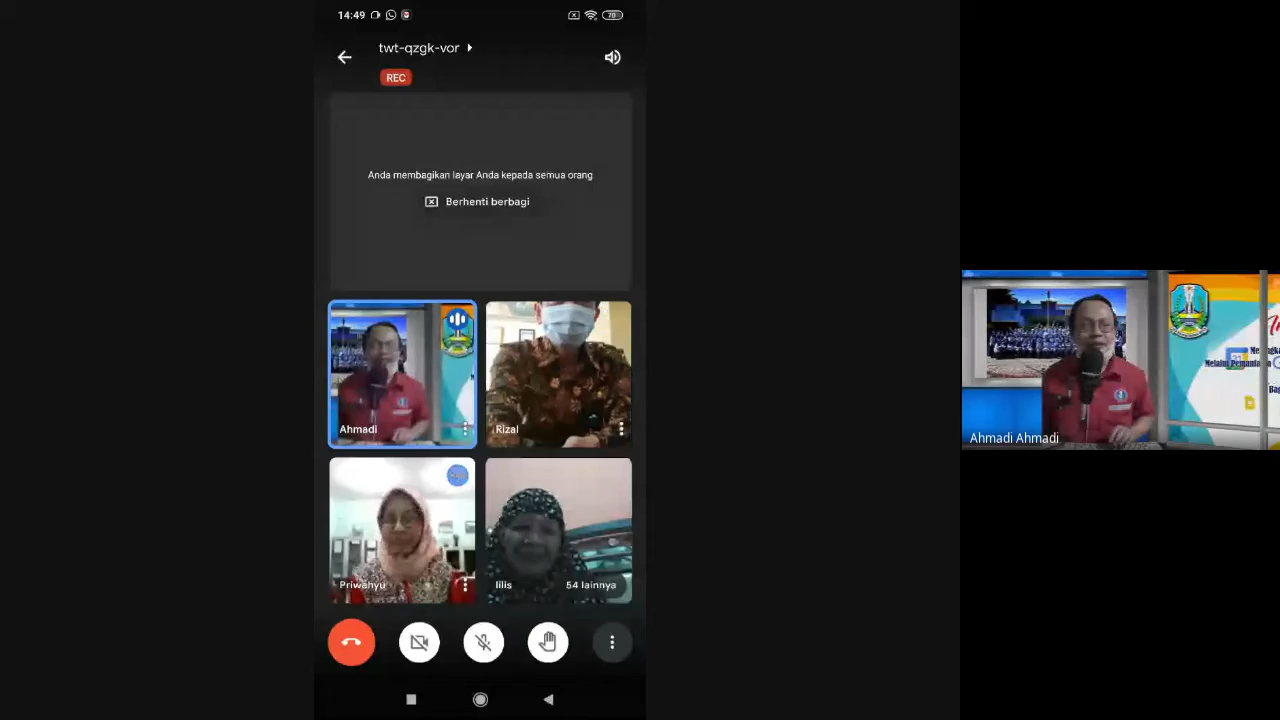 14:49
78
twt-qzgk-vor
REC
Anda membagikan layar Anda kepada semua orang
Berhenti berbagi
Ahmadi
Rizal
Priwahyu
lilis
54 lainnya
Ahmadi Ahmadi